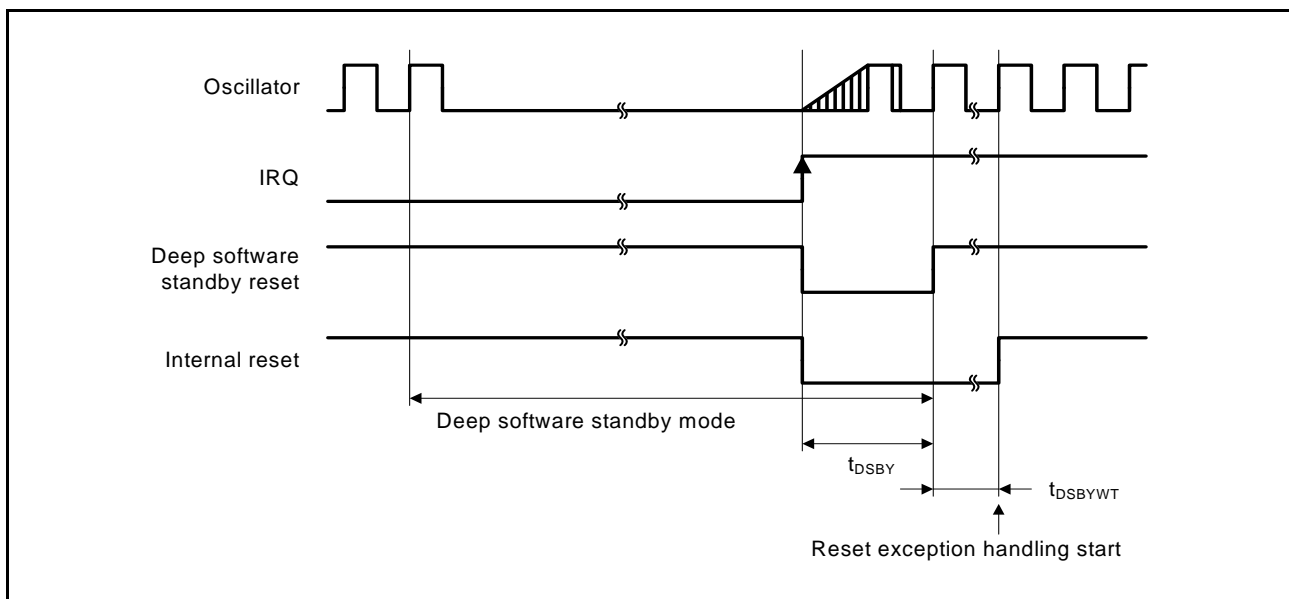 Oscillator
IRQ
Deep software
standby reset
Internal reset
Deep software standby mode
tDSBY
tDSBYWT
Reset exception handling start